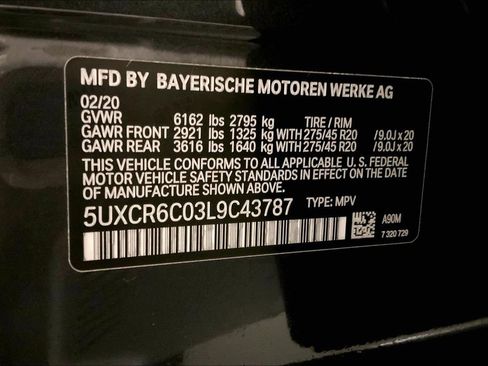 MFD BY BAYERISCHE MOTOREN WERKE AG
02/20
GVWR 6162 lbs 2795 kg TIRE / RIM
GAWR FRONT 2921 lbs 1325 kg WITH 275/45 R20 / 9.0J x 20
GAWR REAR 3616 lbs 1640 kg WITH 275/45 R20 / 9.0J x 20
THIS VEHICLE CONFORMS TO ALL APPLICABLE U. S. FEDERAL
MOTOR VEHICLE SAFETY STANDARDS IN EFFECT ON THE DATE
OF MANUFACTURE SHOWN ABOVE.
5UXCR6C03L9C43787 TYPE: MPV
A90M
7 320 729